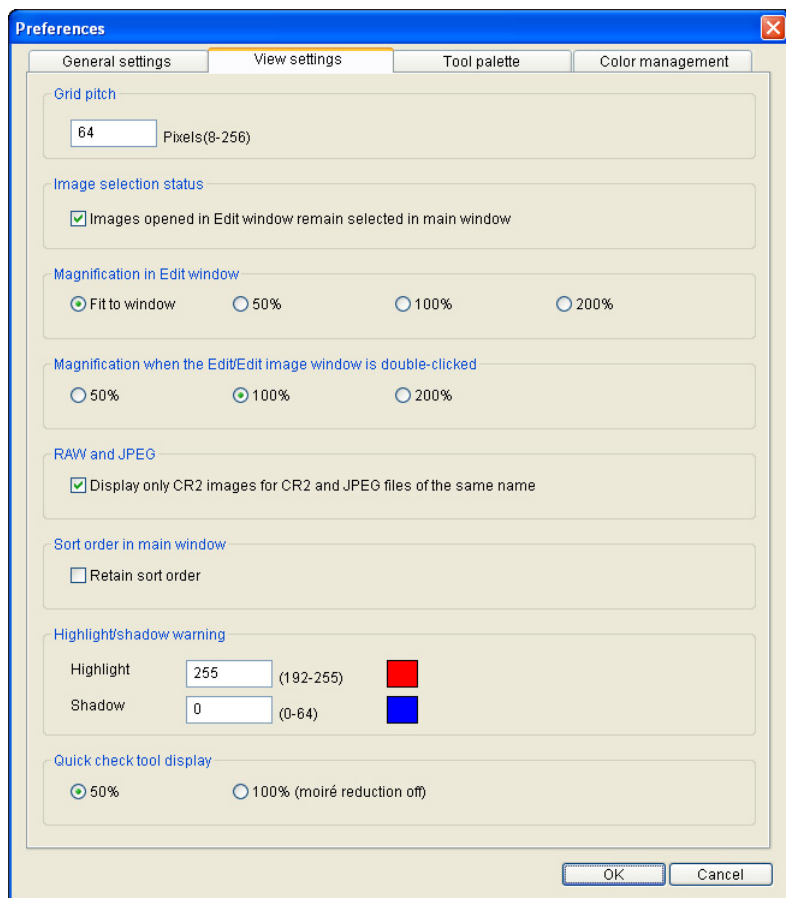 Preferences
General settings View settings Tool palette Color management
Grid pitch
64 Pixels(8-256)
Image selection status
Images opened in Edit window remain selected in main window
Magnification in Edit window
Fit to window 50% 100% 200%
Magnification when the Edit/Edit image window is double-clicked
50% 100% 200%
RAW and JPEG
Display only CR2 images for CR2 and JPEG files of the same name
Sort order in main window
Retain sort order
Highlight/shadow warning
Highlight 255 (192-255)
Shadow 0 (0-64)
Quick check tool display
50% 100% (moiré reduction off)
OK Cancel